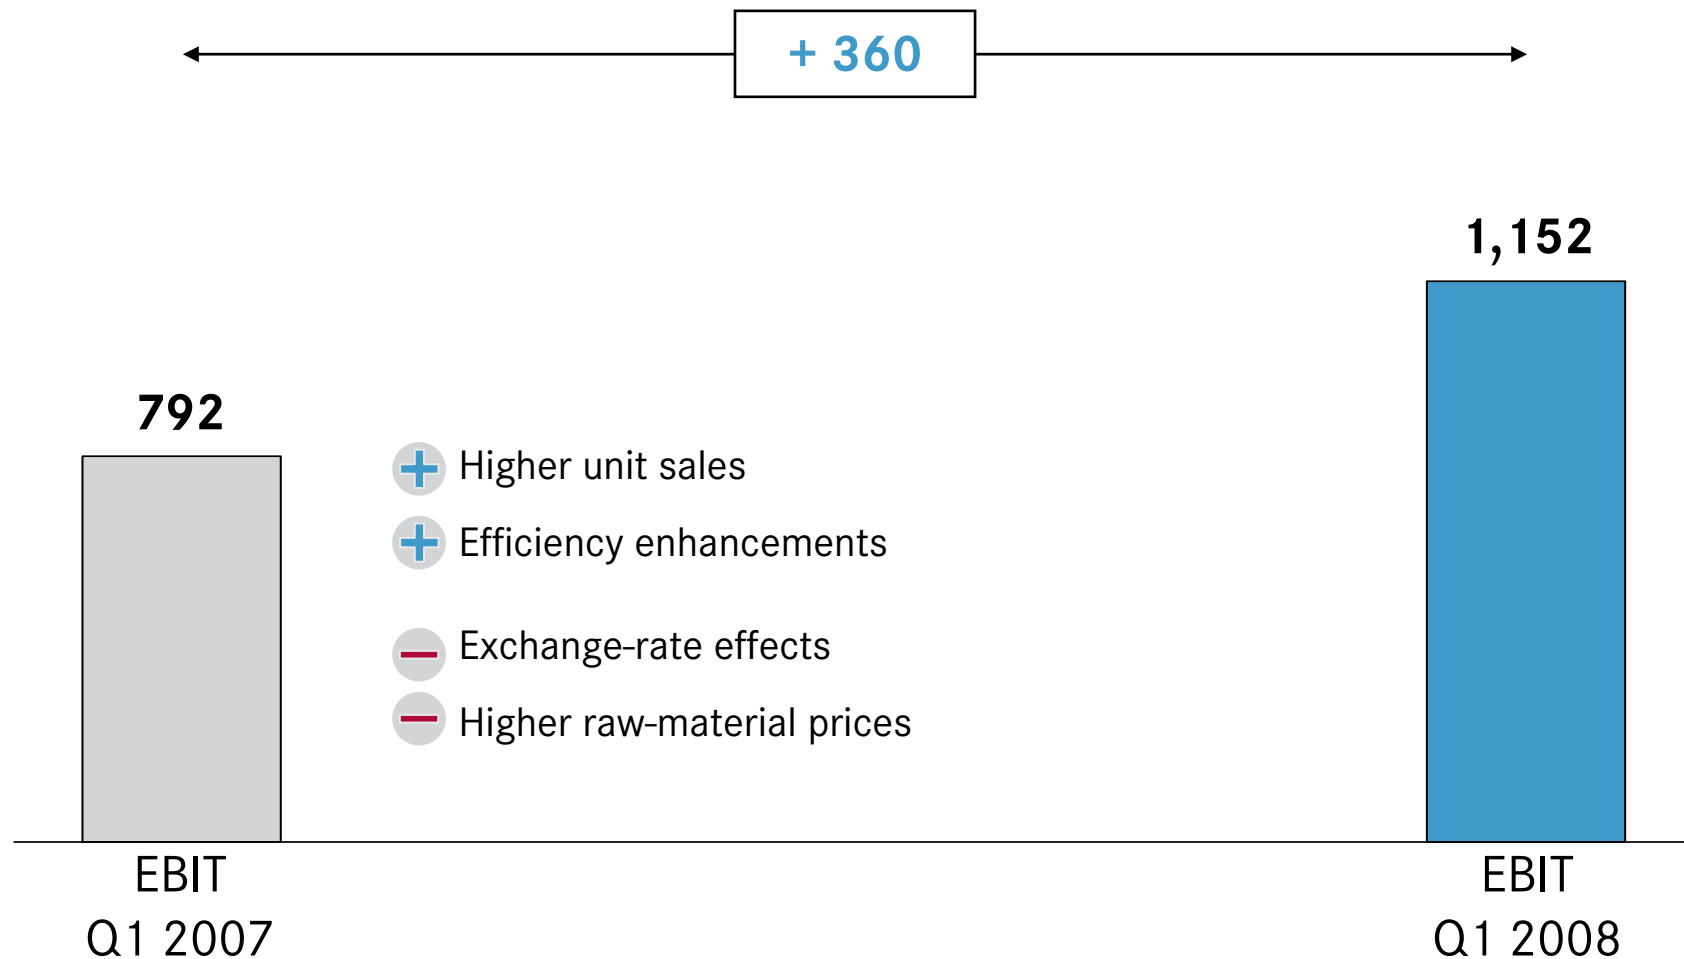 + 360
1,152
792
Higher unit sales
Efficiency enhancements
Exchange-rate effects
Higher raw-material prices
EBIT
Q1 2007
EBIT
Q1 2008